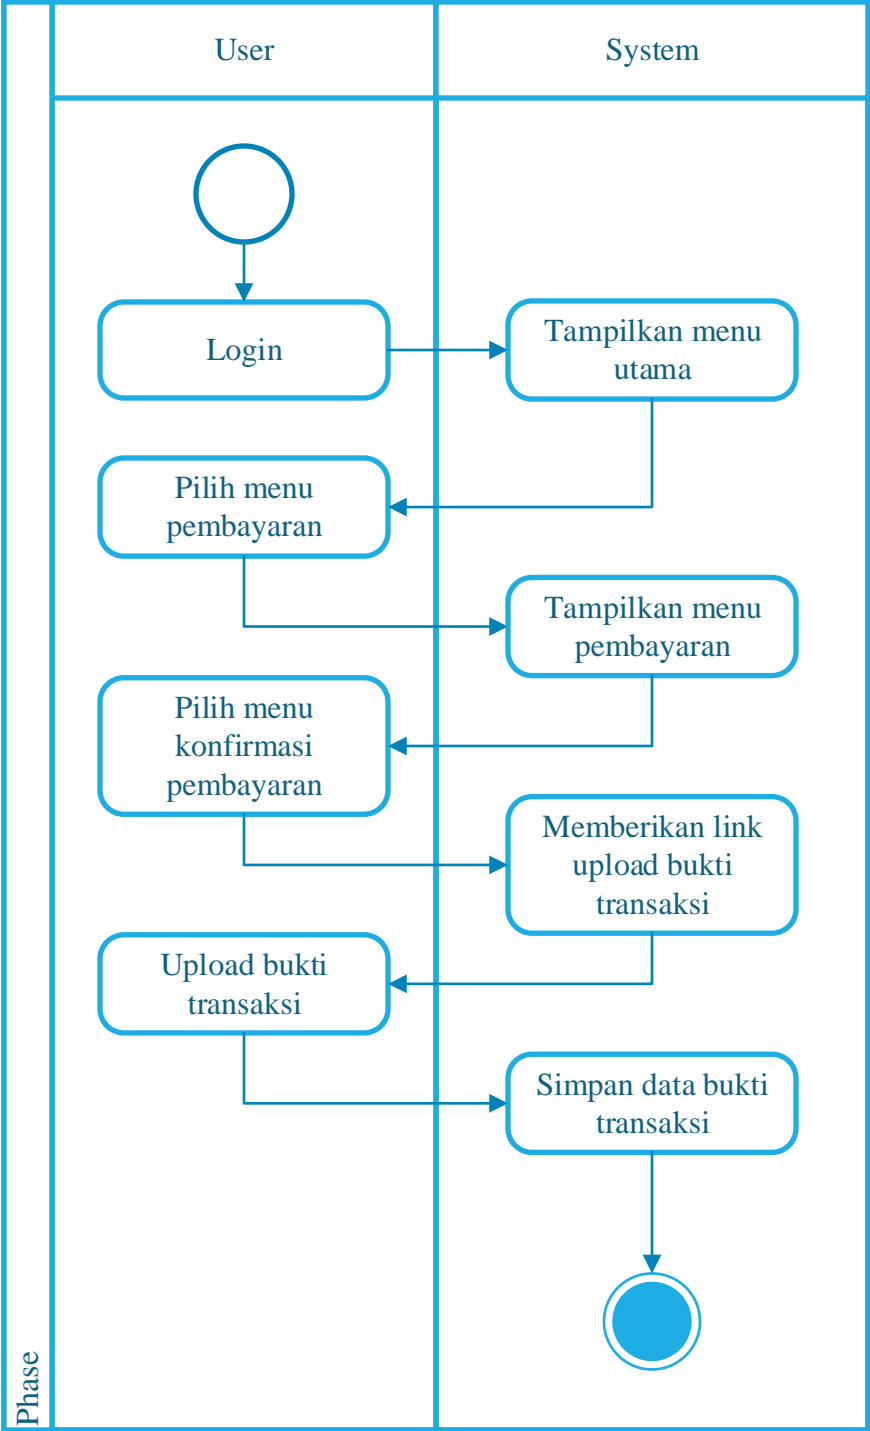 User
System
Login
Tampilkan menu
utama
Pilih menu
pembayaran
Tampilkan menu
pembayaran
Pilih menu
konfirmasi
pembayaran
Memberikan link
upload bukti
transaksi
Upload bukti
transaksi
Simpan data bukti
transaksi
Phase